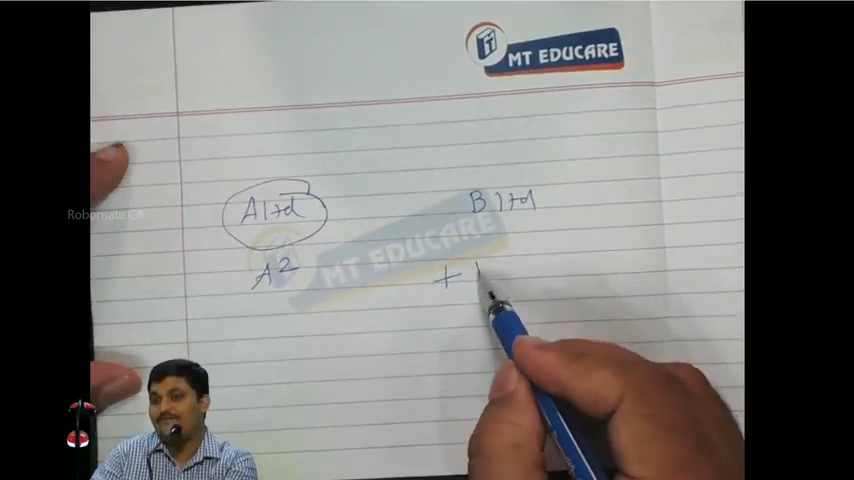 MT EDUCARE
A ltd B ltd
MT EDUCARE
A2 +
Robomate CA